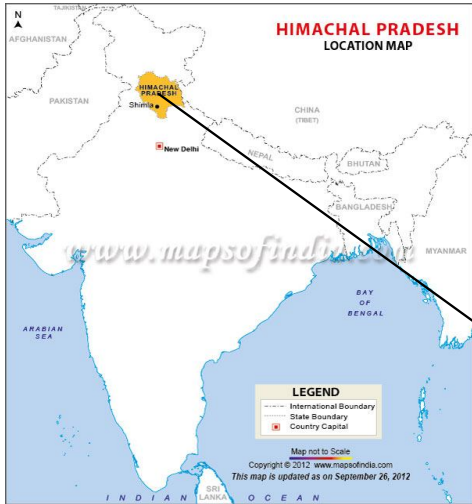 TAJIKISTAN
N
AFGHANISTAN
HIMACHAL PRADESH
LOCATION MAP
HIMACHAL
PRADESH
Shimla
PAKISTAN
CHINA
(TIBET)
New Delhi
NEPAL
BHUTAN
BANGLADESH
www.mapsofindia.com
MYANMAR
BAY
OF
BENGAL
ARABIAN
SEA
LEGEND
International Boundary
State Boundary
Country Capital
Map not to Scale
Copyright © 2012 www.mapsofindia.com
This map is updated as on September 26, 2012
SRI
LANKA
INDIAN OCEAN